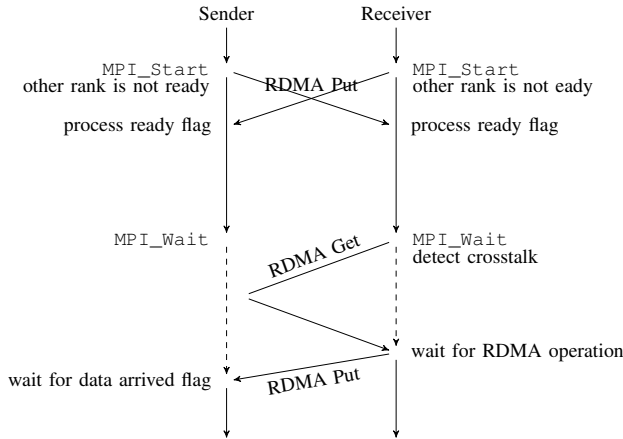 Sender Receiver
MPI_Start MPI_Start
other rank is not ready RDMA Put other rank is not eady
process ready flag process ready flag
MPI_Wait MPI_Wait
RDMA Get detect crosstalk
wait for RDMA operation
wait for data arrived flag RDMA Put